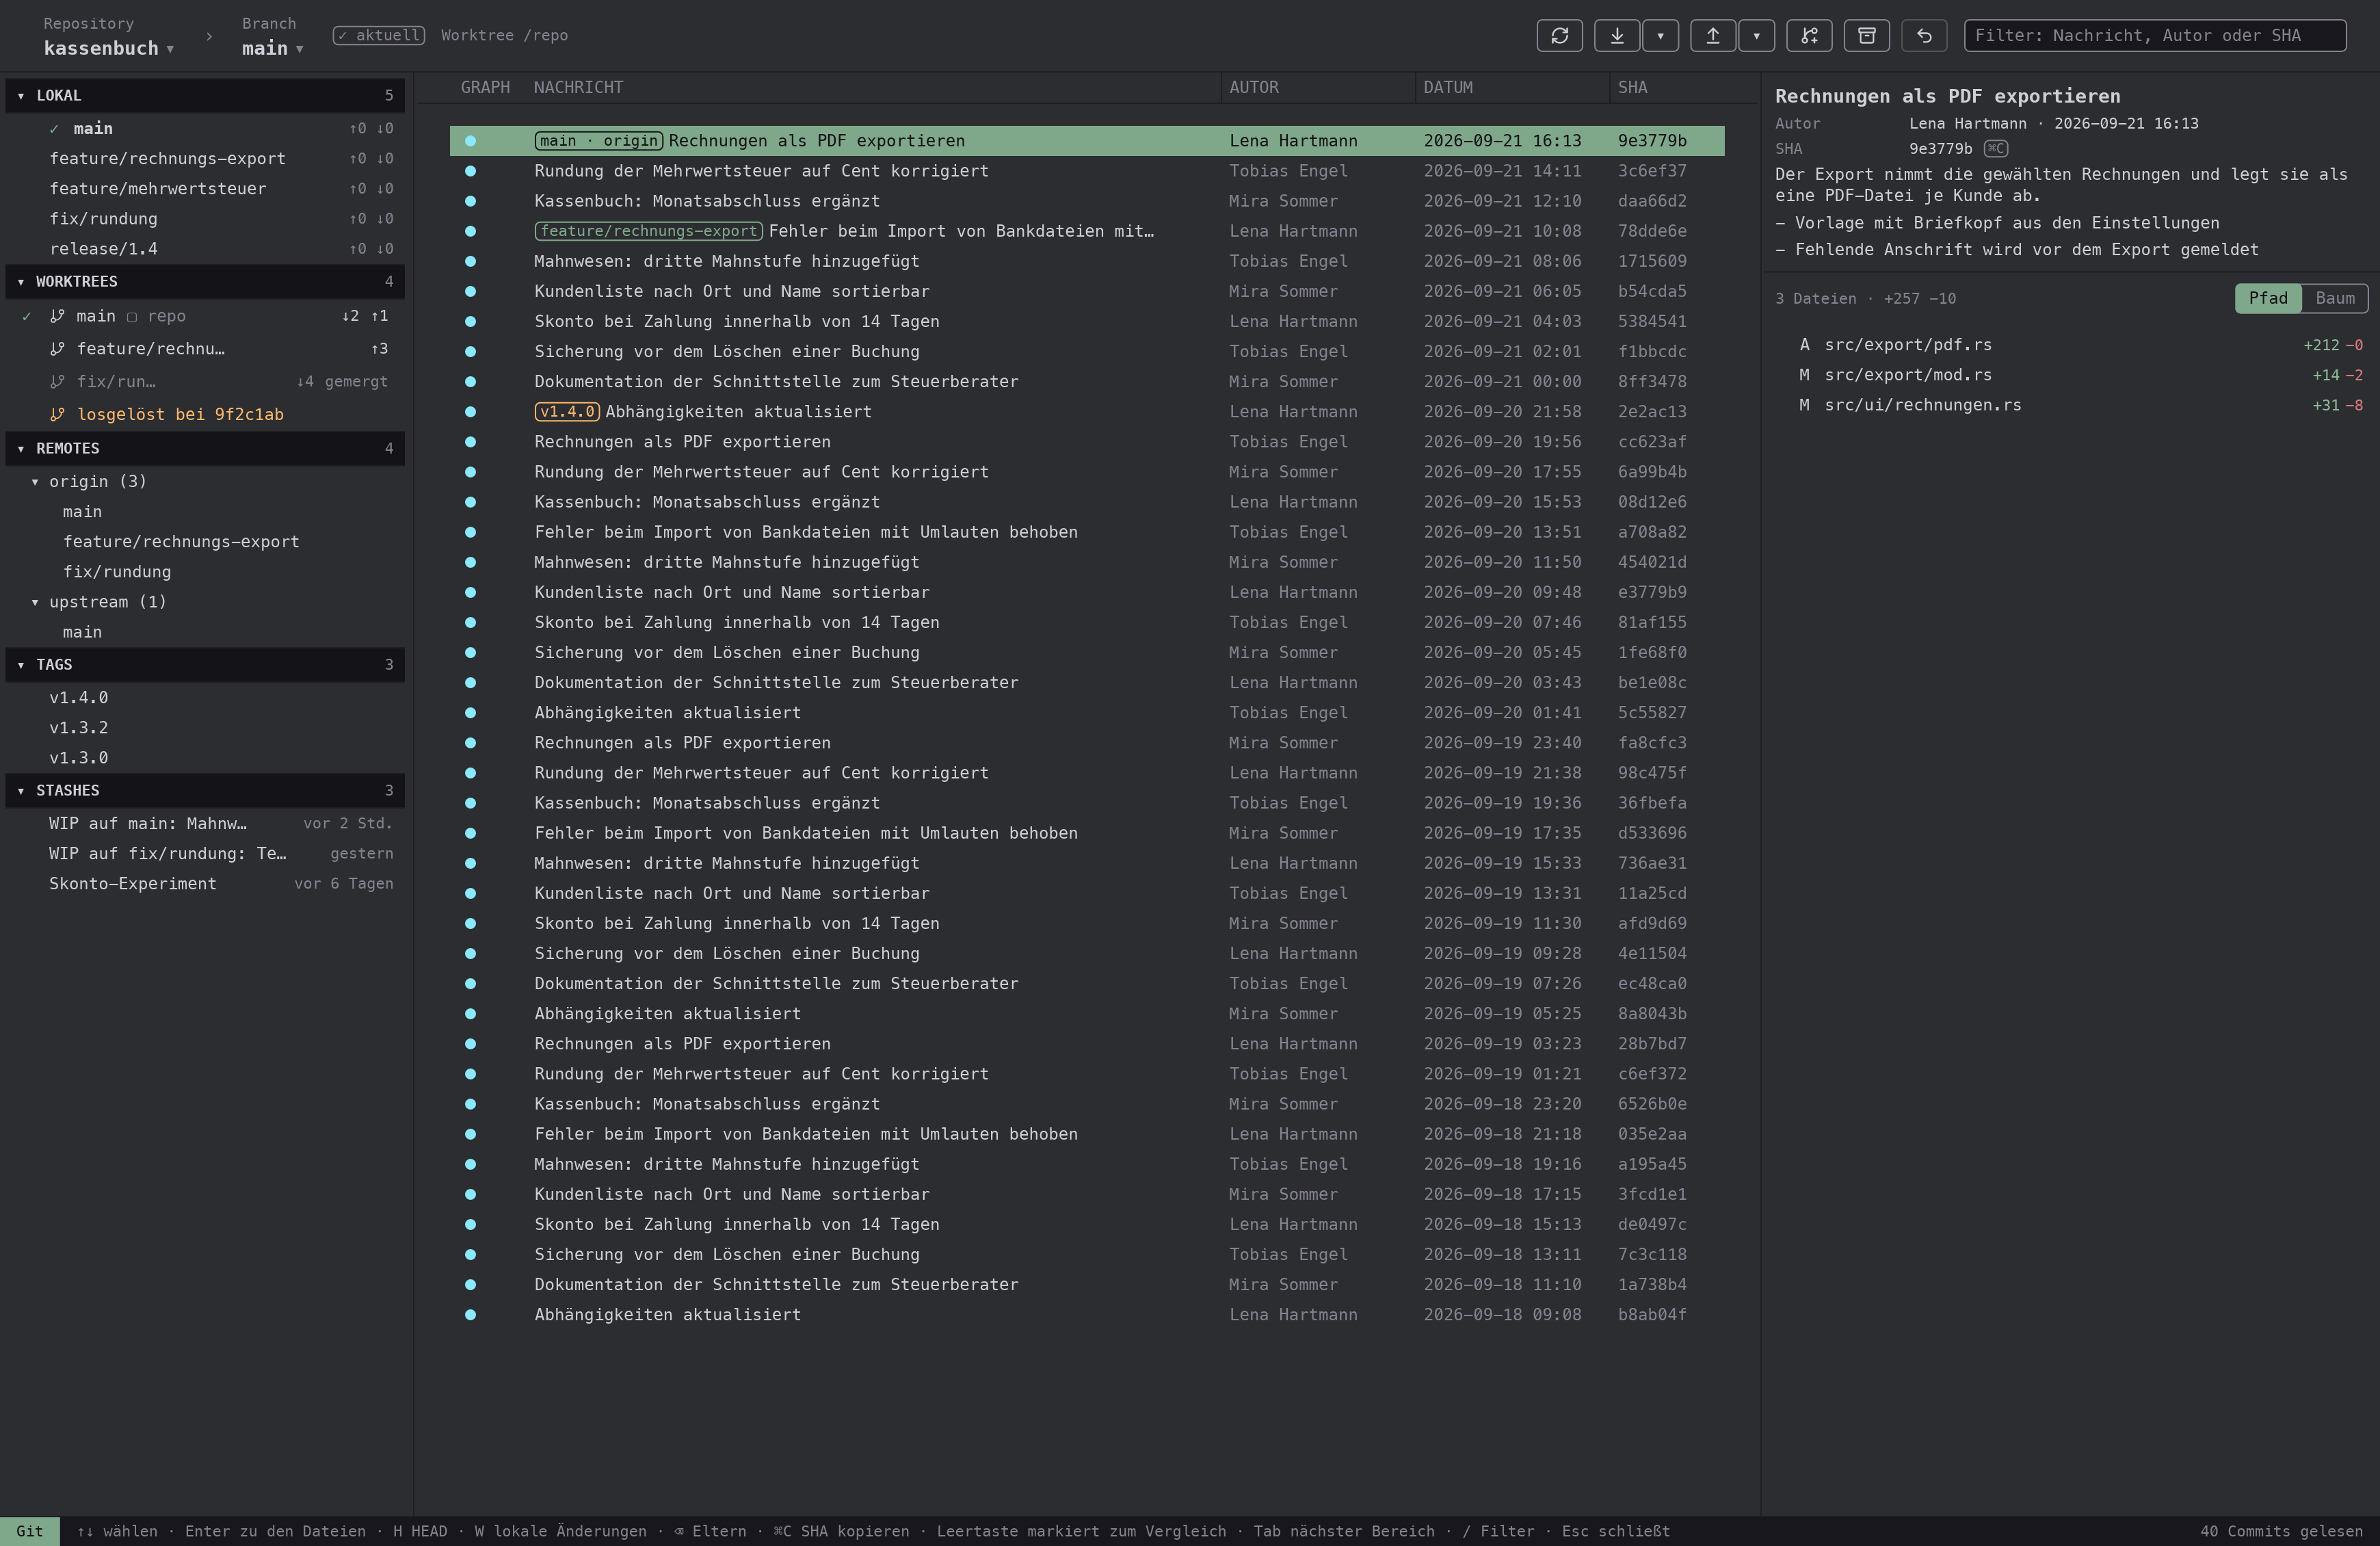 Repository
kassenbuch ▾
›
Branch
main ▾
✓ aktuell Worktree /repo
Filter: Nachricht, Autor oder SHA
▾ LOKAL 5
✓ main ↑0 ↓0
feature/rechnungs-export ↑0 ↓0
feature/mehrwertsteuer ↑0 ↓0
fix/rundung ↑0 ↓0
release/1.4 ↑0 ↓0
▾ WORKTREES 4
✓ main ▢ repo ↓2 ↑1
feature/rechnu… ↑3
fix/run… ↓4 gemergt
losgelöst bei 9f2c1ab
▾ REMOTES 4
▾ origin (3)
main
feature/rechnungs-export
fix/rundung
▾ upstream (1)
main
▾ TAGS 3
v1.4.0
v1.3.2
v1.3.0
▾ STASHES 3
WIP auf main: Mahnw… vor 2 Std.
WIP auf fix/rundung: Te… gestern
Skonto-Experiment vor 6 Tagen
GRAPH NACHRICHT AUTOR DATUM SHA
main · origin Rechnungen als PDF exportieren Lena Hartmann 2026-09-21 16:13 9e3779b
Rundung der Mehrwertsteuer auf Cent korrigiert Tobias Engel 2026-09-21 14:11 3c6ef37
Kassenbuch: Monatsabschluss ergänzt Mira Sommer 2026-09-21 12:10 daa66d2
feature/rechnungs-export Fehler beim Import von Bankdateien mit… Lena Hartmann 2026-09-21 10:08 78dde6e
Mahnwesen: dritte Mahnstufe hinzugefügt Tobias Engel 2026-09-21 08:06 1715609
Kundenliste nach Ort und Name sortierbar Mira Sommer 2026-09-21 06:05 b54cda5
Skonto bei Zahlung innerhalb von 14 Tagen Lena Hartmann 2026-09-21 04:03 5384541
Sicherung vor dem Löschen einer Buchung Tobias Engel 2026-09-21 02:01 f1bbcdc
Dokumentation der Schnittstelle zum Steuerberater Mira Sommer 2026-09-21 00:00 8ff3478
v1.4.0 Abhängigkeiten aktualisiert Lena Hartmann 2026-09-20 21:58 2e2ac13
Rechnungen als PDF exportieren Tobias Engel 2026-09-20 19:56 cc623af
Rundung der Mehrwertsteuer auf Cent korrigiert Mira Sommer 2026-09-20 17:55 6a99b4b
Kassenbuch: Monatsabschluss ergänzt Lena Hartmann 2026-09-20 15:53 08d12e6
Fehler beim Import von Bankdateien mit Umlauten behoben Tobias Engel 2026-09-20 13:51 a708a82
Mahnwesen: dritte Mahnstufe hinzugefügt Mira Sommer 2026-09-20 11:50 454021d
Kundenliste nach Ort und Name sortierbar Lena Hartmann 2026-09-20 09:48 e3779b9
Skonto bei Zahlung innerhalb von 14 Tagen Tobias Engel 2026-09-20 07:46 81af155
Sicherung vor dem Löschen einer Buchung Mira Sommer 2026-09-20 05:45 1fe68f0
Dokumentation der Schnittstelle zum Steuerberater Lena Hartmann 2026-09-20 03:43 be1e08c
Abhängigkeiten aktualisiert Tobias Engel 2026-09-20 01:41 5c55827
Rechnungen als PDF exportieren Mira Sommer 2026-09-19 23:40 fa8cfc3
Rundung der Mehrwertsteuer auf Cent korrigiert Lena Hartmann 2026-09-19 21:38 98c475f
Kassenbuch: Monatsabschluss ergänzt Tobias Engel 2026-09-19 19:36 36fbefa
Fehler beim Import von Bankdateien mit Umlauten behoben Mira Sommer 2026-09-19 17:35 d533696
Mahnwesen: dritte Mahnstufe hinzugefügt Lena Hartmann 2026-09-19 15:33 736ae31
Kundenliste nach Ort und Name sortierbar Tobias Engel 2026-09-19 13:31 11a25cd
Skonto bei Zahlung innerhalb von 14 Tagen Mira Sommer 2026-09-19 11:30 afd9d69
Sicherung vor dem Löschen einer Buchung Lena Hartmann 2026-09-19 09:28 4e11504
Dokumentation der Schnittstelle zum Steuerberater Tobias Engel 2026-09-19 07:26 ec48ca0
Abhängigkeiten aktualisiert Mira Sommer 2026-09-19 05:25 8a8043b
Rechnungen als PDF exportieren Lena Hartmann 2026-09-19 03:23 28b7bd7
Rundung der Mehrwertsteuer auf Cent korrigiert Tobias Engel 2026-09-19 01:21 c6ef372
Kassenbuch: Monatsabschluss ergänzt Mira Sommer 2026-09-18 23:20 6526b0e
Fehler beim Import von Bankdateien mit Umlauten behoben Lena Hartmann 2026-09-18 21:18 035e2aa
Mahnwesen: dritte Mahnstufe hinzugefügt Tobias Engel 2026-09-18 19:16 a195a45
Kundenliste nach Ort und Name sortierbar Mira Sommer 2026-09-18 17:15 3fcd1e1
Skonto bei Zahlung innerhalb von 14 Tagen Lena Hartmann 2026-09-18 15:13 de0497c
Sicherung vor dem Löschen einer Buchung Tobias Engel 2026-09-18 13:11 7c3c118
Dokumentation der Schnittstelle zum Steuerberater Mira Sommer 2026-09-18 11:10 1a738b4
Abhängigkeiten aktualisiert Lena Hartmann 2026-09-18 09:08 b8ab04f
Rechnungen als PDF exportieren
Autor Lena Hartmann · 2026-09-21 16:13
SHA 9e3779b ⌘C
Der Export nimmt die gewählten Rechnungen und legt sie als
eine PDF-Datei je Kunde ab.
- Vorlage mit Briefkopf aus den Einstellungen
- Fehlende Anschrift wird vor dem Export gemeldet
3 Dateien · +257 −10 Pfad Baum
A src/export/pdf.rs +212 −0
M src/export/mod.rs +14 −2
M src/ui/rechnungen.rs +31 −8
Git ↑↓ wählen · Enter zu den Dateien · H HEAD · W lokale Änderungen · ⌫ Eltern · ⌘C SHA kopieren · Leertaste markiert zum Vergleich · Tab nächster Bereich · / Filter · Esc schließt 40 Commits gelesen